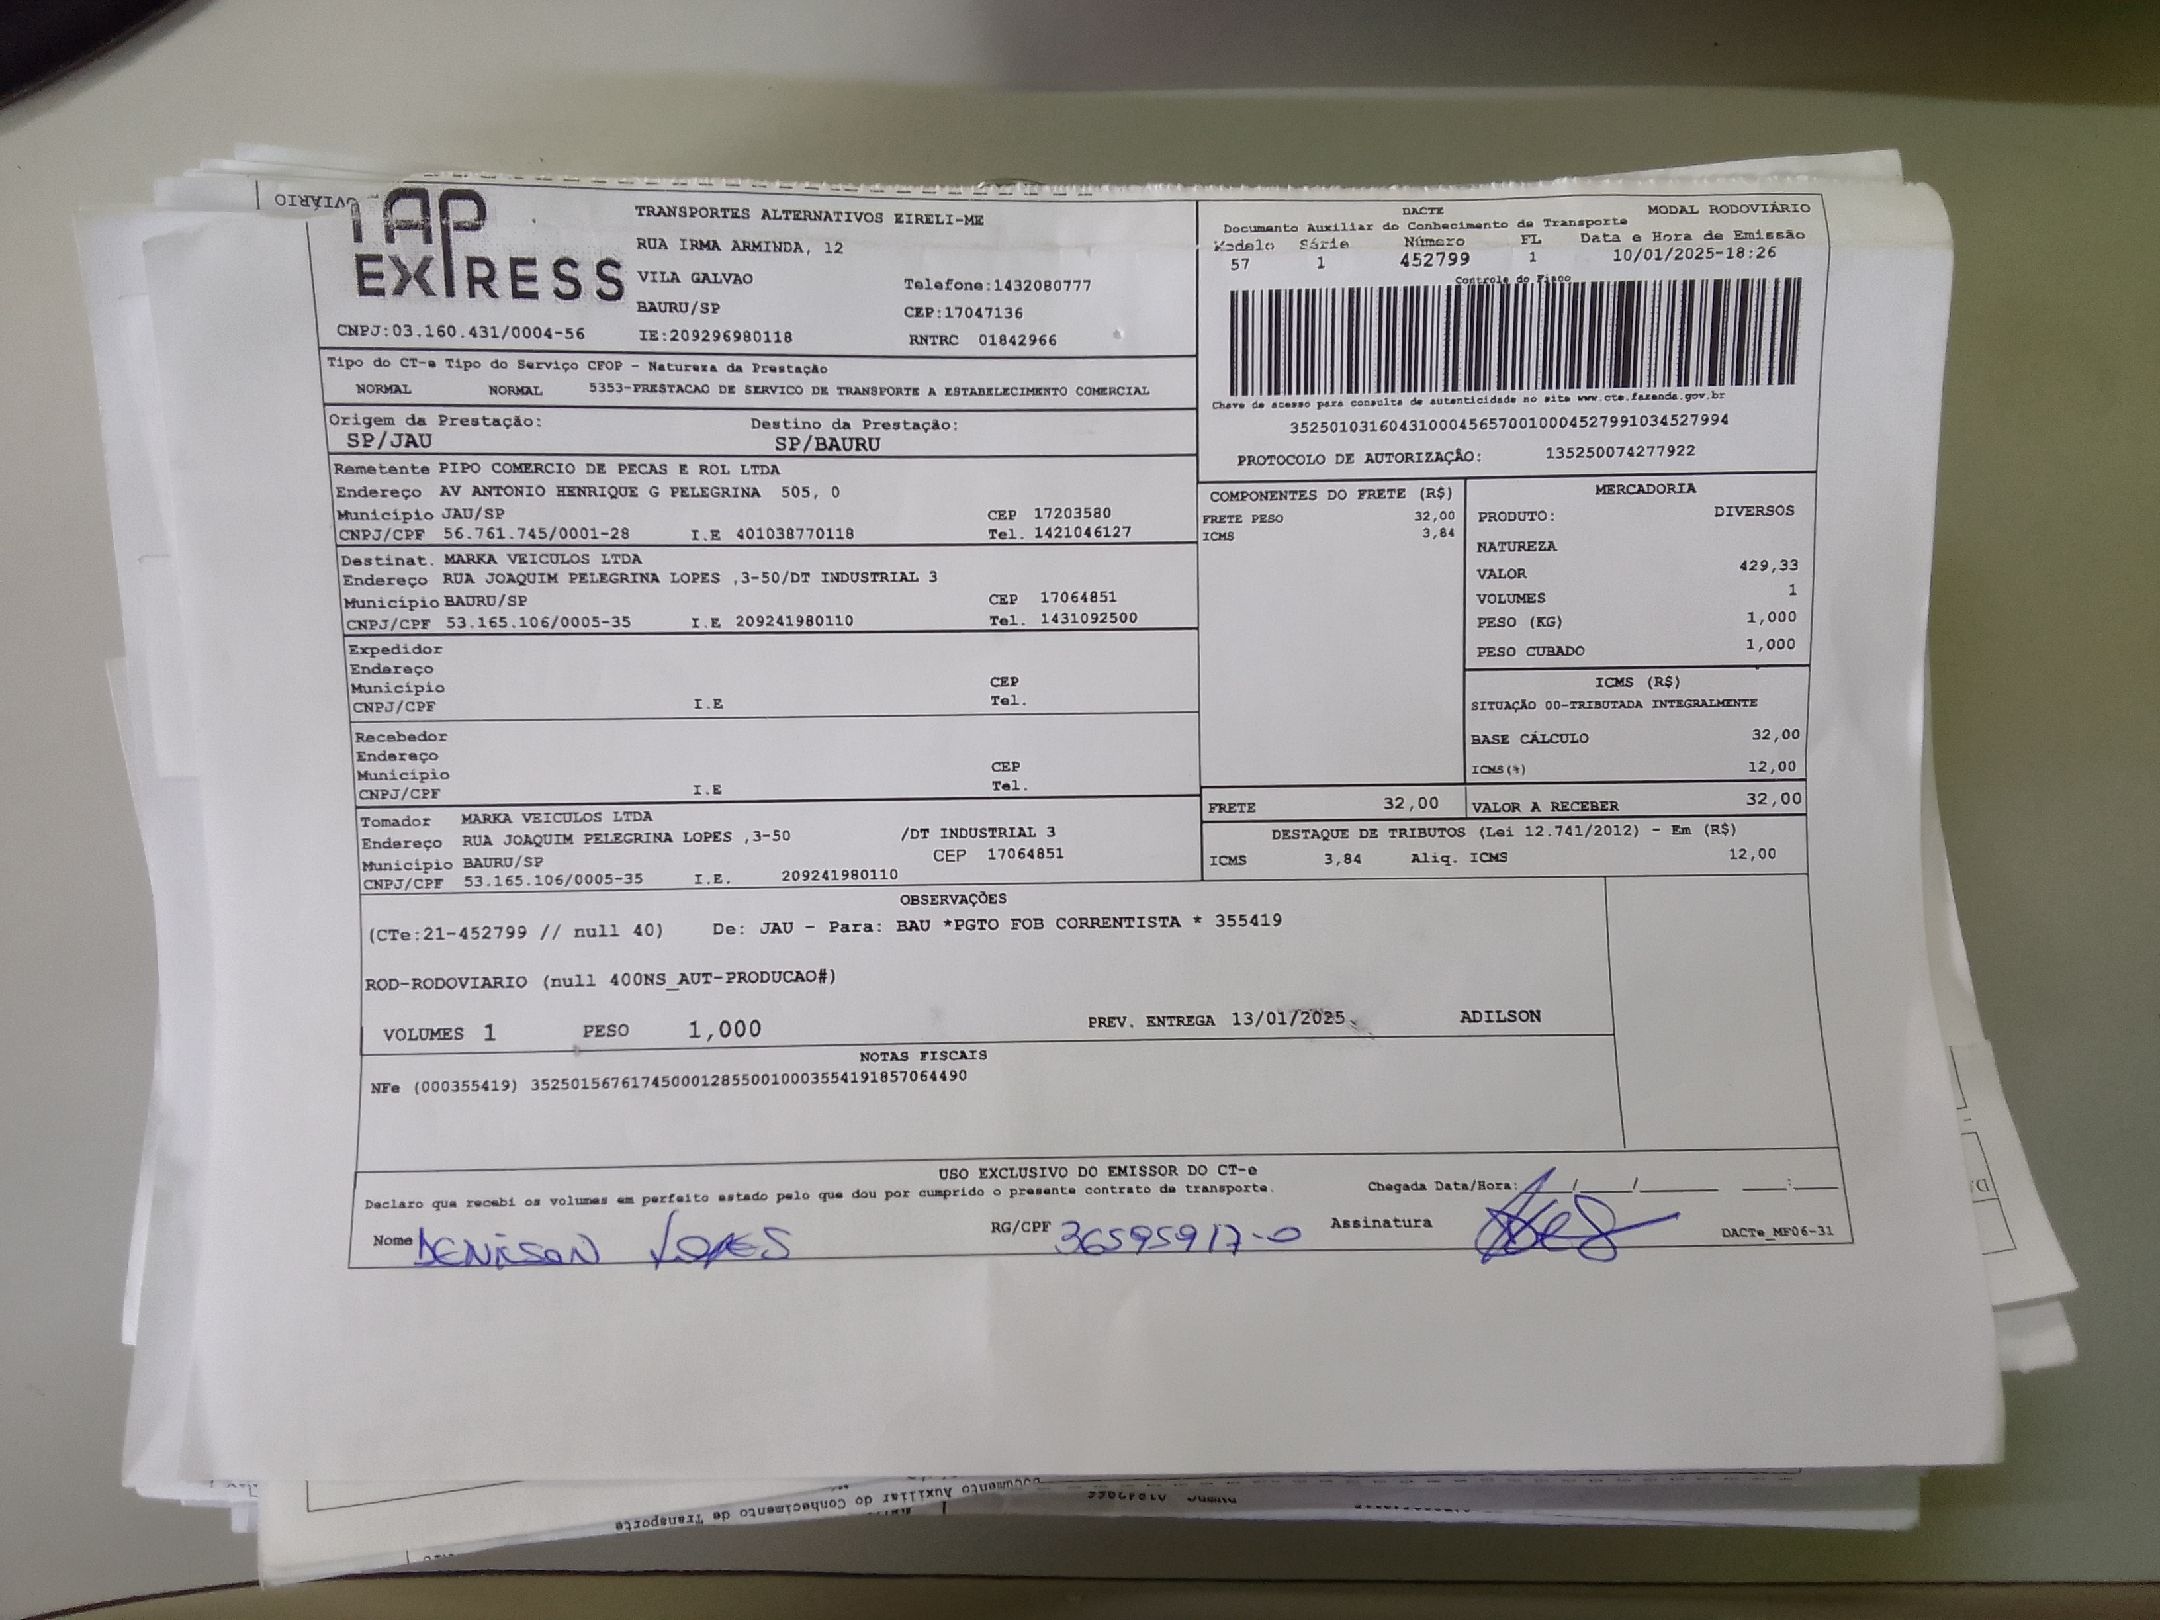 TAP
EXPRESS
TRANSPORTES ALTERNATIVOS EIRELI-ME
RUA IRMA ARMINDA, 12
VILA GALVAO
Telefone:1432080777
BAURU/SP
CEP:17047136
CNPJ:03.160.431/0004-56
IE:209296980118
RNTRC 01842966
DACTE
MODAL RODOVIÁRIO
Documento Auxiliar do Conhecimento de Transporte
Modelo Série Número FL Data e Hora de Emissão
57 1 452799 1 10/01/2025-18:26
Controle do Fisco
Chave de acesso para consulta de autenticidade no site www.cte.fazenda.gov.br
35250103160431000456570010004527991034527994
PROTOCOLO DE AUTORIZAÇÃO: 135250074277922
Tipo do CT-e Tipo do Serviço CFOP - Natureza da Prestação
NORMAL NORMAL 5353-PRESTACAO DE SERVICO DE TRANSPORTE A ESTABELECIMENTO COMERCIAL
Origem da Prestação: Destino da Prestação:
SP/JAU SP/BAURU
Remetente PIPO COMERCIO DE PECAS E ROL LTDA
Endereço AV ANTONIO HENRIQUE G PELEGRINA 505, 0
Município JAU/SP CEP 17203580
CNPJ/CPF 56.761.745/0001-28 I.E 401038770118 Tel. 1421046127
Destinat. MARKA VEICULOS LTDA
Endereço RUA JOAQUIM PELEGRINA LOPES ,3-50/DT INDUSTRIAL 3
Município BAURU/SP CEP 17064851
CNPJ/CPF 53.165.106/0005-35 I.E 209241980110 Tel. 1431092500
Expedidor
Endereço
Município CEP
CNPJ/CPF I.E Tel.
Recebedor
Endereço
Município CEP
CNPJ/CPF I.E Tel.
Tomador MARKA VEICULOS LTDA
Endereço RUA JOAQUIM PELEGRINA LOPES ,3-50 /DT INDUSTRIAL 3
Município BAURU/SP CEP 17064851
CNPJ/CPF 53.165.106/0005-35 I.E. 209241980110
COMPONENTES DO FRETE (R$)
FRETE PESO 32,00
ICMS 3,84
MERCADORIA
PRODUTO: DIVERSOS
NATUREZA
VALOR 429,33
VOLUMES 1
PESO (KG) 1,000
PESO CUBADO 1,000
ICMS (R$)
SITUAÇÃO 00-TRIBUTADA INTEGRALMENTE
BASE CÁLCULO 32,00
ICMS(%) 12,00
FRETE 32,00 VALOR A RECEBER 32,00
DESTAQUE DE TRIBUTOS (Lei 12.741/2012) - Em (R$)
ICMS 3,84 Aliq. ICMS 12,00
OBSERVAÇÕES
(CTe:21-452799 // null 40) De: JAU - Para: BAU *PGTO FOB CORRENTISTA * 355419
ROD-RODOVIARIO (null 400NS_AUT-PRODUCAO#)
VOLUMES 1 PESO 1,000 PREV. ENTREGA 13/01/2025 ADILSON
NOTAS FISCAIS
NFe (000355419) 35250156761745000128550010003554191857064490
USO EXCLUSIVO DO EMISSOR DO CT-e
Declaro que recebi os volumes em perfeito estado pelo que dou por cumprido o presente contrato de transporte.
Chegada Data/Hora: / / :
Nome DENILSON LOPES RG/CPF 36595917-0 Assinatura
DACTe_MF06-31
Documento Auxiliar do Conhecimento de Transporte